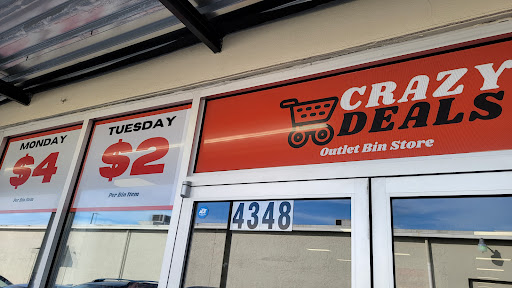 MONDAY
$4
Per Bin Item
TUESDAY
$2
Per Bin Item
CRAZY
DEALS
Outlet Bin Store
4348